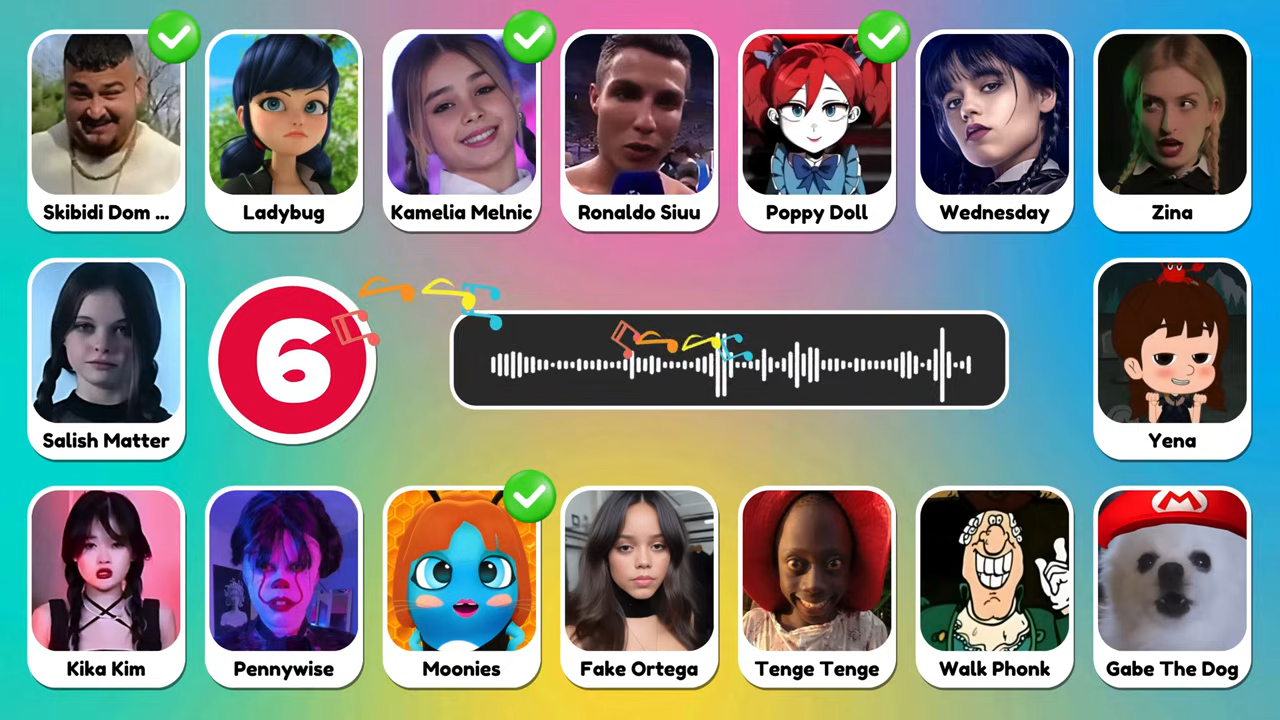 Skibidi Dom ...
Ladybug
Kamelia Melnic
Ronaldo Siuu
Poppy Doll
Wednesday
Zina
Salish Matter
6
Yena
Kika Kim
Pennywise
Moonies
Fake Ortega
Tenge Tenge
Walk Phonk
M
Gabe The Dog